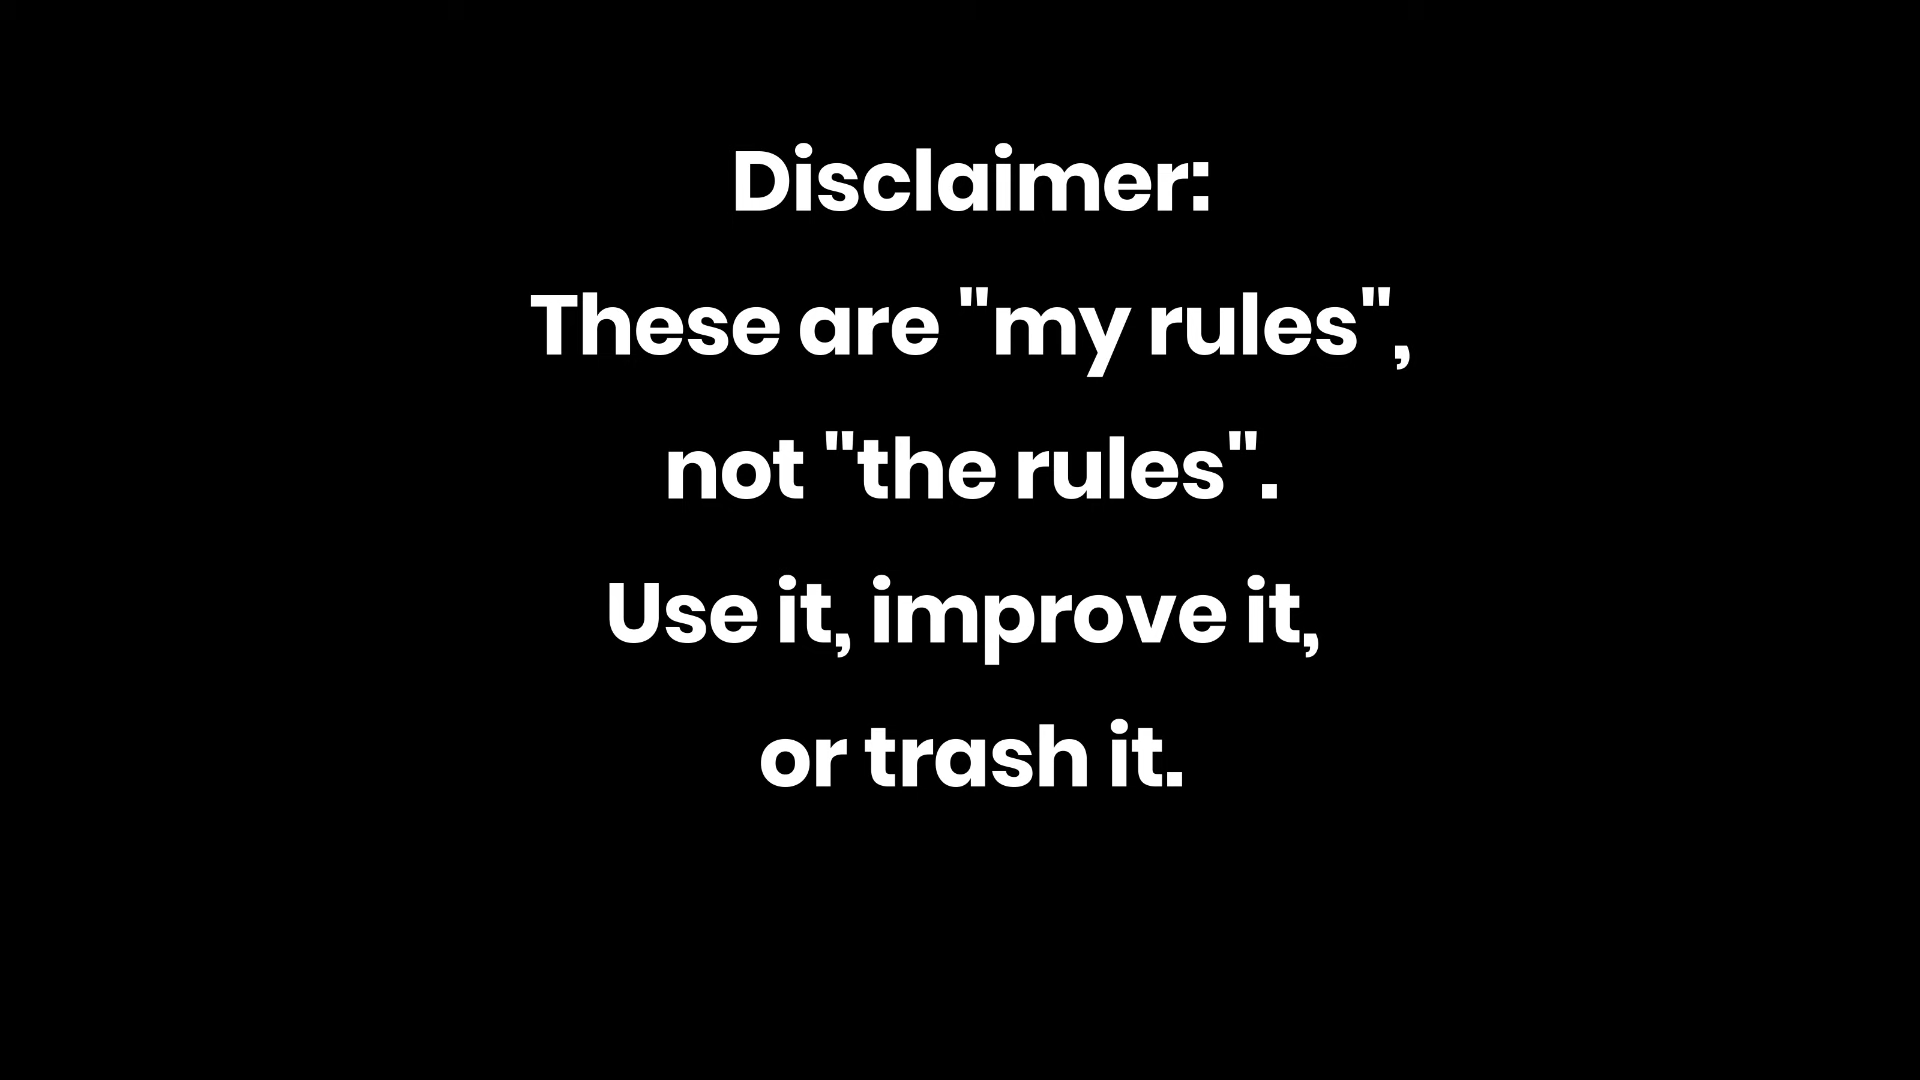 Disclaimer:
These are "my rules",
not "the rules".
Use it, improve it,
or trash it.